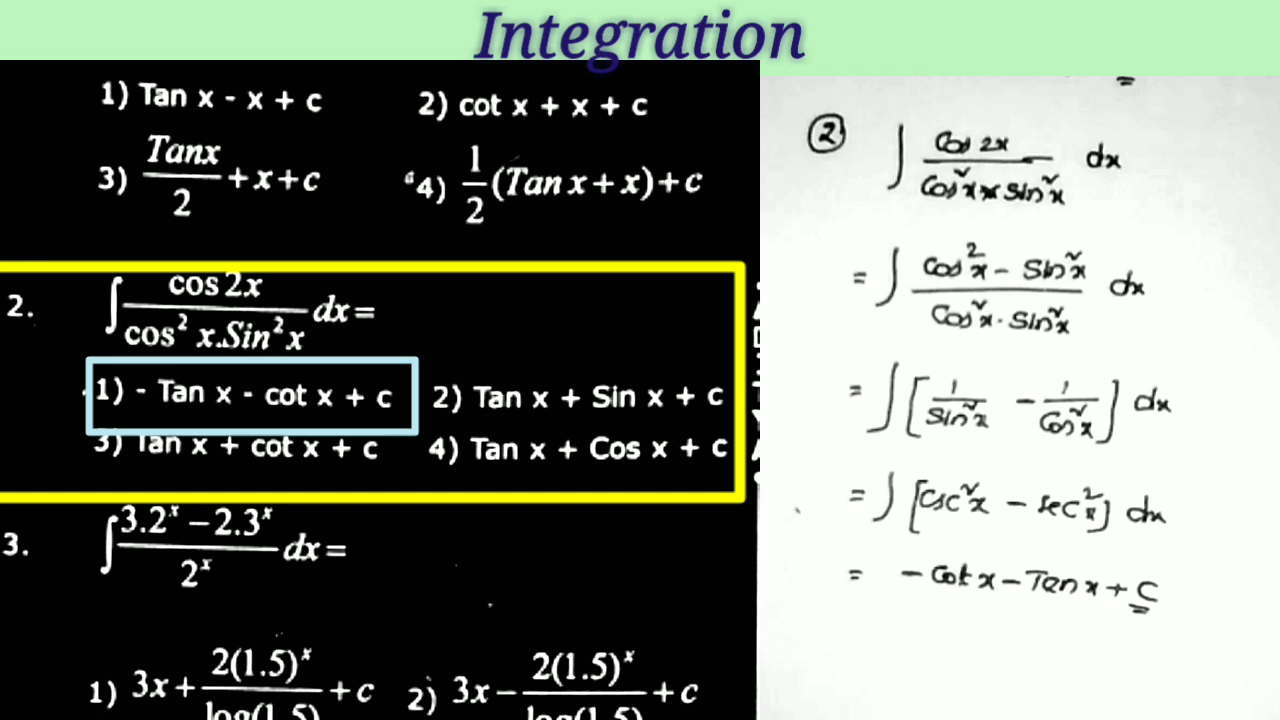 Integration
1) Tan x - x + c 2) cot x + x + c
3) Tanx/2 + x + c 4) 1/2 (Tan x + x) + c
2. ∫ cos 2x / cos² x.Sin² x dx =
1) - Tan x - cot x + c 2) Tan x + Sin x + c
3) Tan x + cot x + c 4) Tan x + Cos x + c
3. ∫ 3.2ˣ – 2.3ˣ / 2ˣ dx =
1) 3x + 2(1.5)ˣ / log(1.5) + c 2) 3x – 2(1.5)ˣ / log(1.5) + c
② ∫ Cos 2x / Cos²x × Sin²x dx
= ∫ Cos²x - Sin²x / Cos²x . Sin²x dx
= ∫ [1/Sin²x - 1/Cos²x] dx
= ∫ [Csc²x - sec²x] dx
= - Cot x - Tan x + C